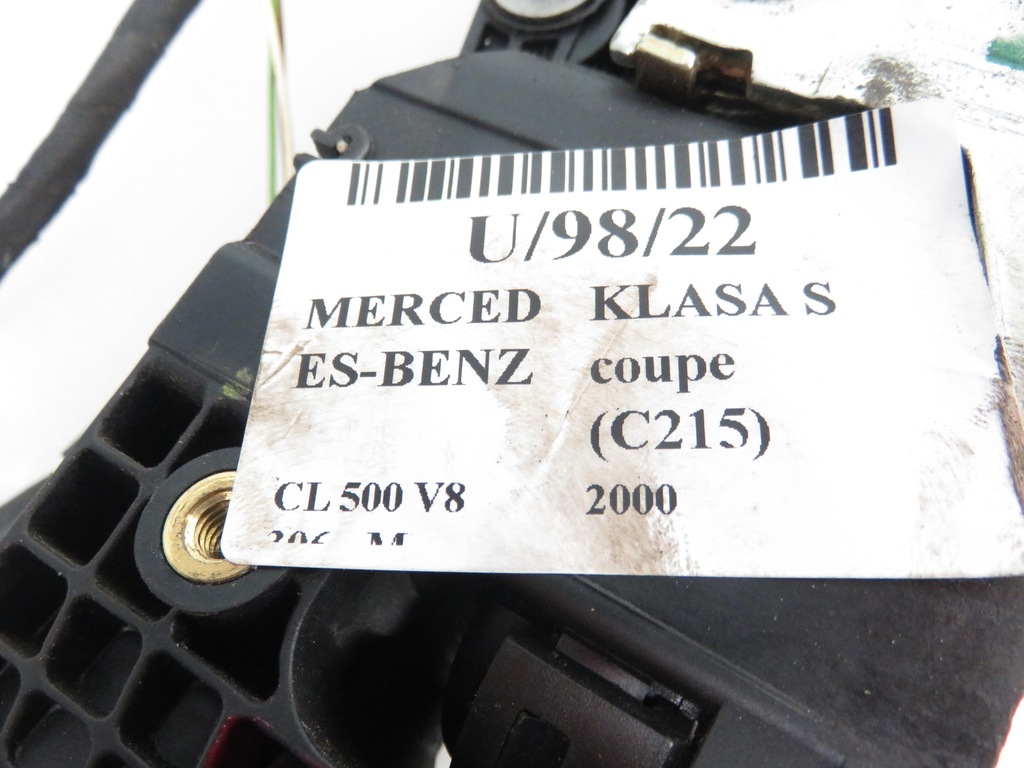 U/98/22
MERCED KLASA S
ES-BENZ coupe
(C215)
CL 500 V8 2000